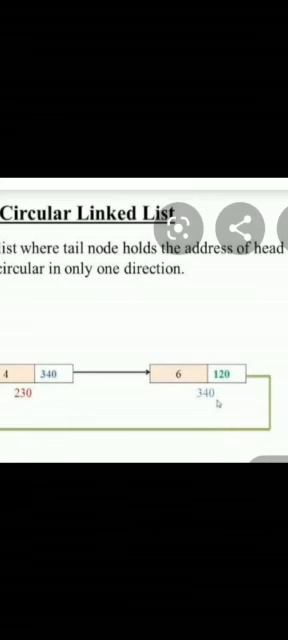 Circular Linked List
list where tail node holds the address of head
circular in only one direction.
4 340 6 120
230 340